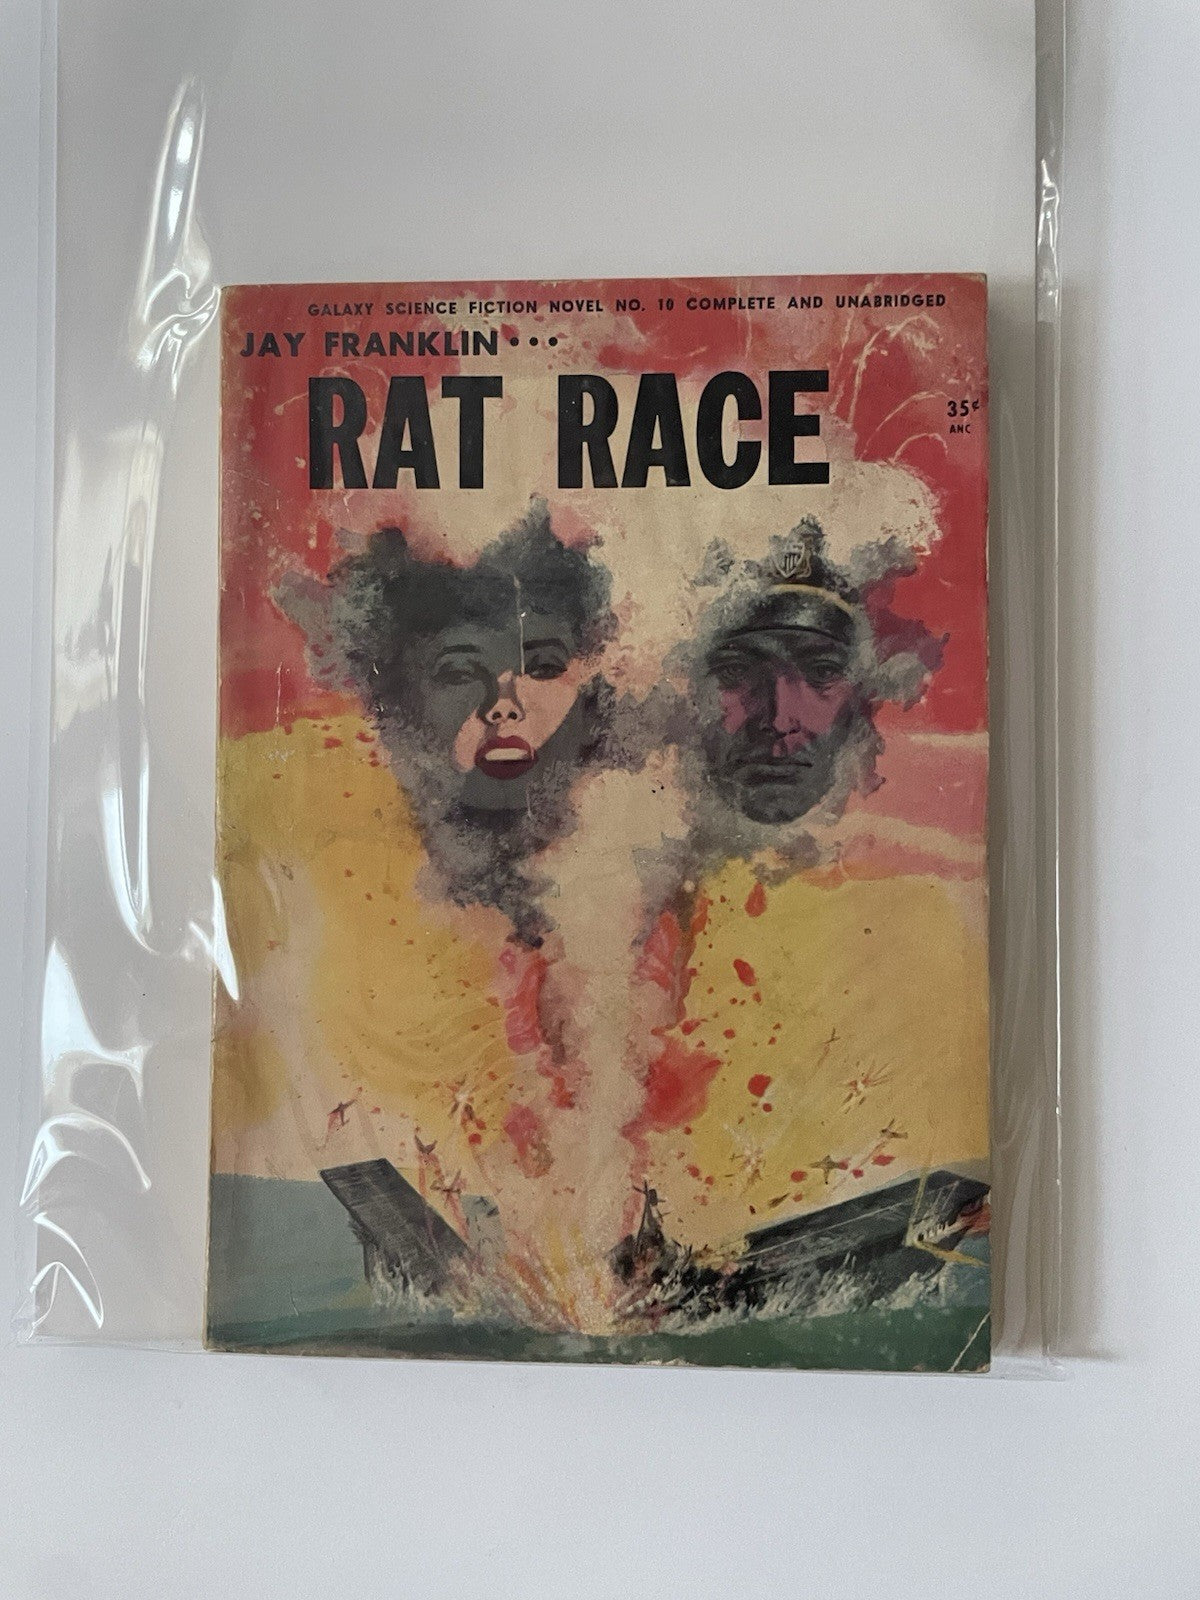 GALAXY SCIENCE FICTION NOVEL NO. 10 COMPLETE AND UNABRIDGED
JAY FRANKLIN...
RAT RACE
35¢
ANC